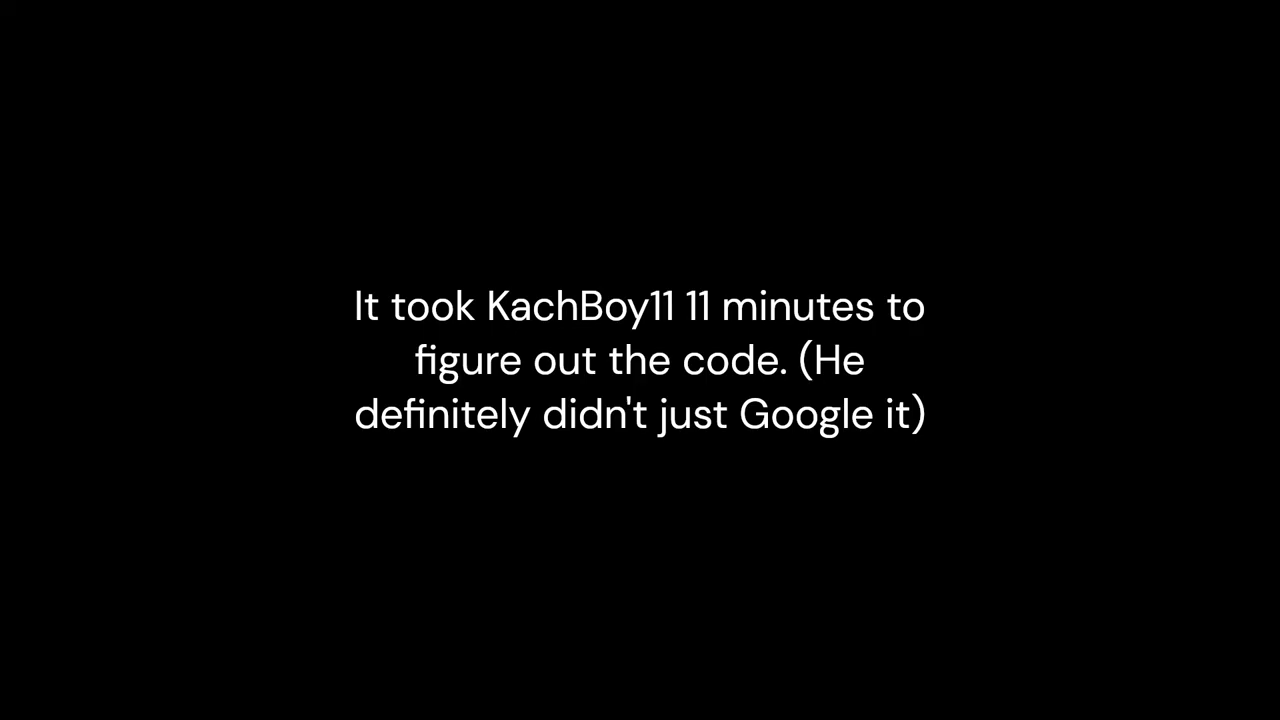 It took KachBoy11 11 minutes to
figure out the code. (He
definitely didn't just Google it)